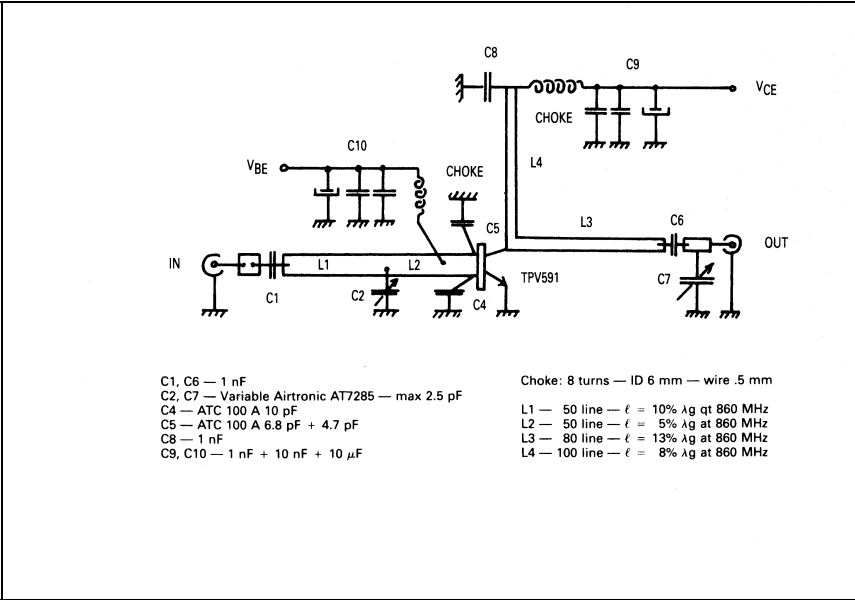 C8
C9
VCE
CHOKE
C10
VBE
CHOKE
L4
C5
L3
C6
OUT
IN
L1
L2
TPV591
C7
C1
C2
C4
C1, C6 — 1 nF
C2, C7 — Variable Airtronic AT7285 — max 2.5 pF
C4 — ATC 100 A 10 pF
C5 — ATC 100 A 6.8 pF + 4.7 pF
C8 — 1 nF
C9, C10 — 1 nF + 10 nF + 10 μF
Choke: 8 turns — ID 6 mm — wire .5 mm
L1 — 50 line — ℓ = 10% λg qt 860 MHz
L2 — 50 line — ℓ = 5% λg at 860 MHz
L3 — 80 line — ℓ = 13% λg at 860 MHz
L4 — 100 line — ℓ = 8% λg at 860 MHz